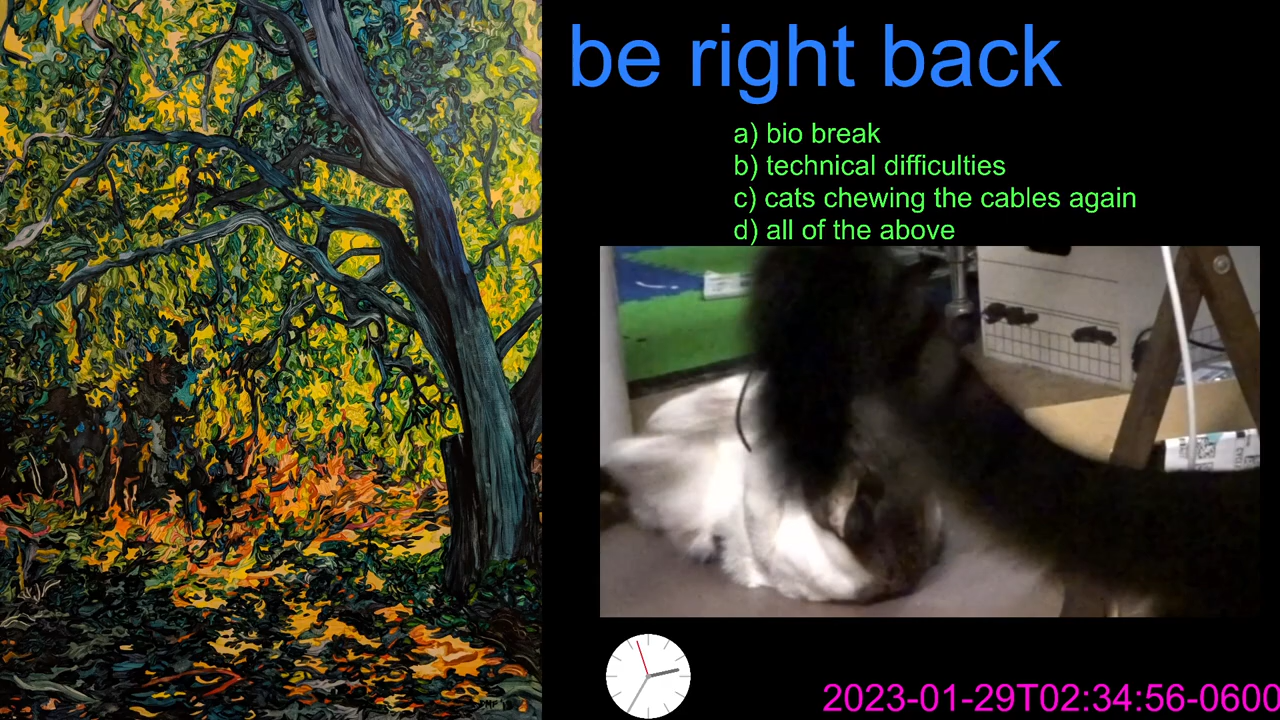 be right back
a) bio break
b) technical difficulties
c) cats chewing the cables again
d) all of the above
2023-01-29T02:34:56-0600